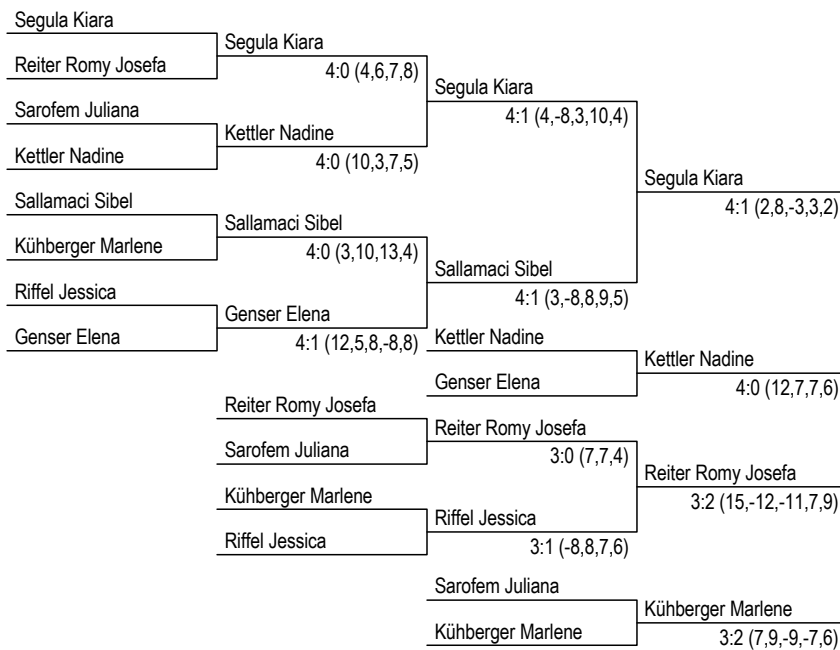 Segula Kiara
Segula Kiara
Reiter Romy Josefa
4:0 (4,6,7,8)
Segula Kiara
Sarofem Juliana
4:1 (4,-8,3,10,4)
Kettler Nadine
Kettler Nadine
4:0 (10,3,7,5)
Segula Kiara
Sallamaci Sibel
4:1 (2,8,-3,3,2)
Sallamaci Sibel
Kühberger Marlene
4:0 (3,10,13,4)
Sallamaci Sibel
Riffel Jessica
4:1 (3,-8,8,9,5)
Genser Elena
Genser Elena
4:1 (12,5,8,-8,8)
Kettler Nadine
Kettler Nadine
Genser Elena
4:0 (12,7,7,6)
Reiter Romy Josefa
Reiter Romy Josefa
Sarofem Juliana
3:0 (7,7,4)
Reiter Romy Josefa
Kühberger Marlene
3:2 (15,-12,-11,7,9)
Riffel Jessica
Riffel Jessica
3:1 (-8,8,7,6)
Sarofem Juliana
Kühberger Marlene
Kühberger Marlene
3:2 (7,9,-9,-7,6)